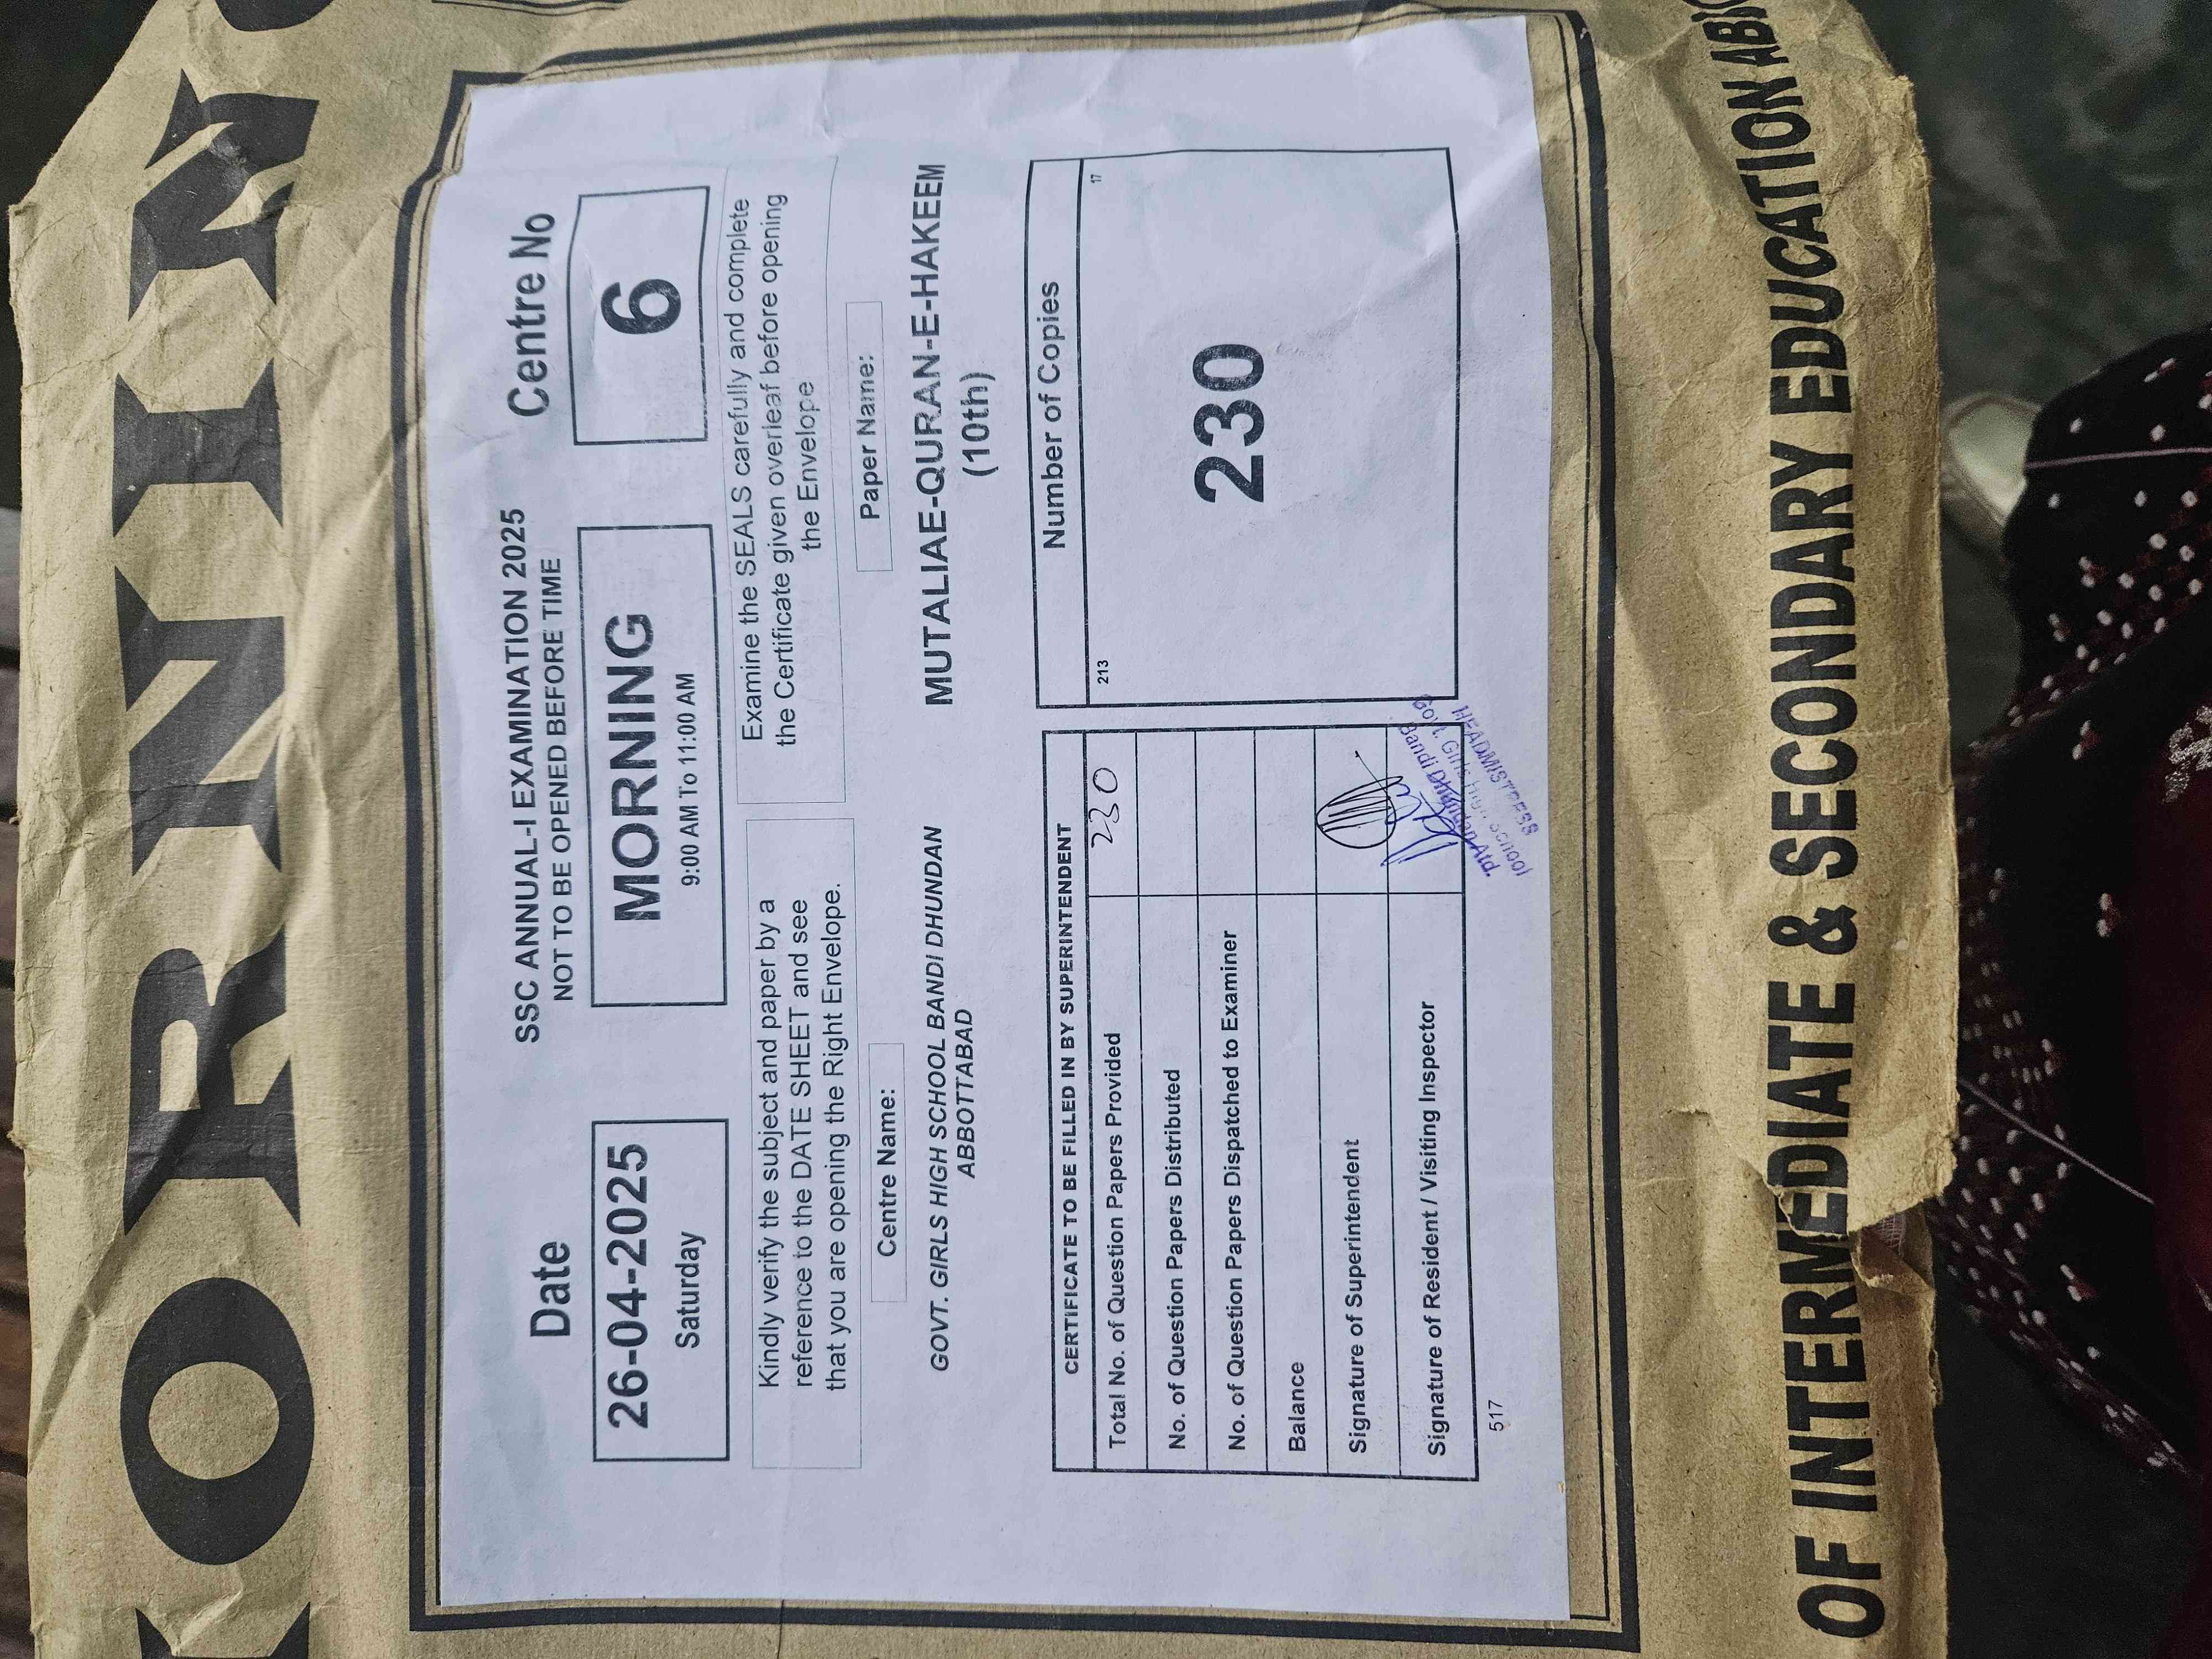 SSC ANNUAL-I EXAMINATION 2025
NOT TO BE OPENED BEFORE TIME
Date
26-04-2025
Saturday
MORNING
9:00 AM To 11:00 AM
Centre No
6
Kindly verify the subject and paper by a
reference to the DATE SHEET and see
that you are opening the Right Envelope.
Examine the SEALS carefully and complete
the Certificate given overleaf before opening
the Envelope
Centre Name:
GOVT. GIRLS HIGH SCHOOL BANDI DHUNDAN
ABBOTTABAD
Paper Name:
MUTALIAE-QURAN-E-HAKEEM
(10th)
CERTIFICATE TO BE FILLED IN BY SUPERINTENDENT
Total No. of Question Papers Provided 230
No. of Question Papers Distributed
No. of Question Papers Dispatched to Examiner
Balance
Signature of Superintendent
Signature of Resident / Visiting Inspector
Number of Copies
213 17
230
HEADMISTRESS
Girls High School
517
OF INTERMEDIATE & SECONDARY EDUCATION